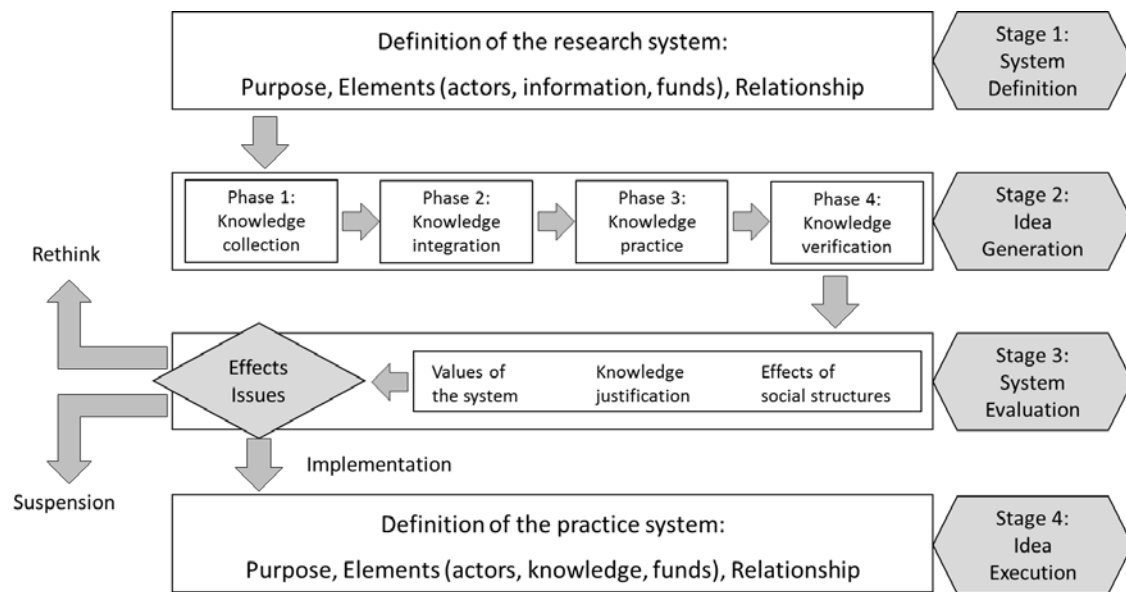 Definition of the research system:
Purpose, Elements (actors, information, funds), Relationship
Stage 1:
System
Definition
Phase 1:
Knowledge
collection
Phase 2:
Knowledge
integration
Phase 3:
Knowledge
practice
Phase 4:
Knowledge
verification
Stage 2:
Idea
Generation
Rethink
Effects
Issues
Values of
the system
Knowledge
justification
Effects of
social structures
Stage 3:
System
Evaluation
Suspension
Implementation
Definition of the practice system:
Purpose, Elements (actors, knowledge, funds), Relationship
Stage 4:
Idea
Execution